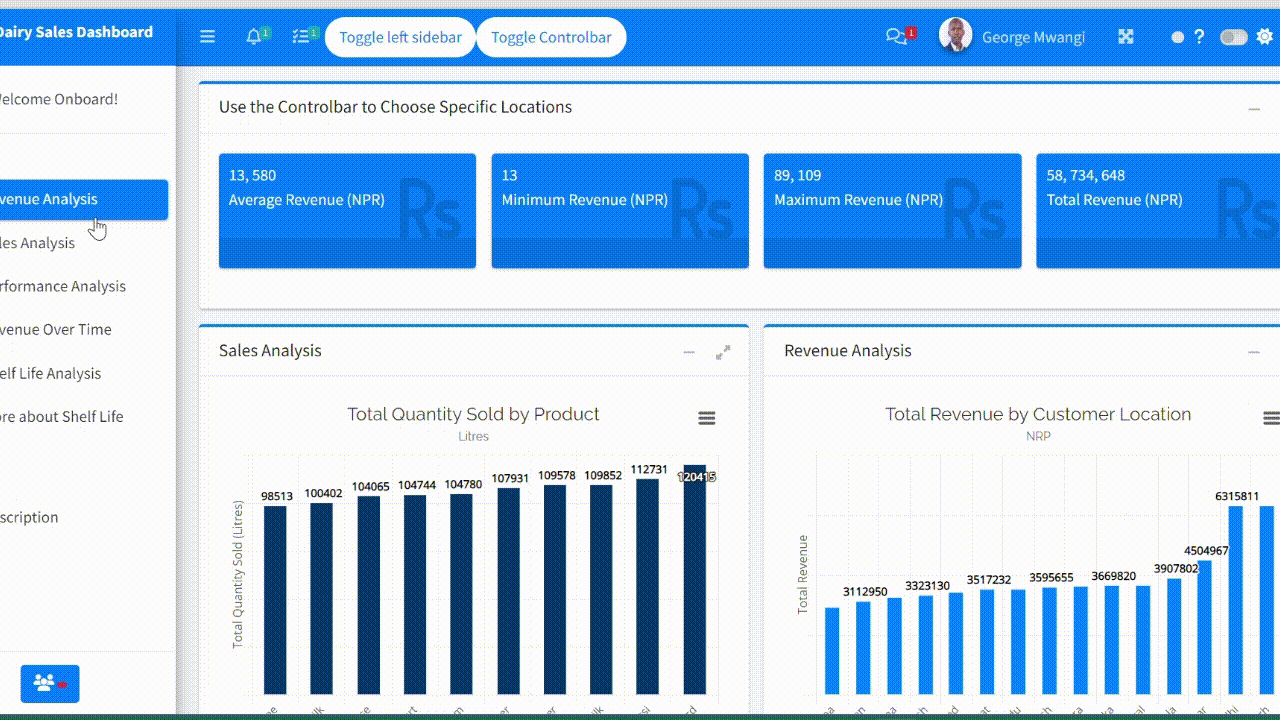 Dairy Sales Dashboard
1
1
Toggle left sidebar
Toggle Controlbar
1
George Mwangi
?
elcome Onboard!
venue Analysis
les Analysis
rformance Analysis
venue Over Time
elf Life Analysis
ore about Shelf Life
scription
Use the Controlbar to Choose Specific Locations
13, 580
Average Revenue (NPR)
Rs
13
Minimum Revenue (NPR)
Rs
89, 109
Maximum Revenue (NPR)
Rs
58, 734, 648
Total Revenue (NPR)
Rs
Sales Analysis
Total Quantity Sold by Product
Litres
Total Quantity Sold (Litres)
98513
100402
104065
104744
104780
107931
109578
109852
112731
120415
Revenue Analysis
Total Revenue by Customer Location
NRP
Total Revenue
3112950
3323130
3517232
3595655
3669820
3907802
4504967
6315811